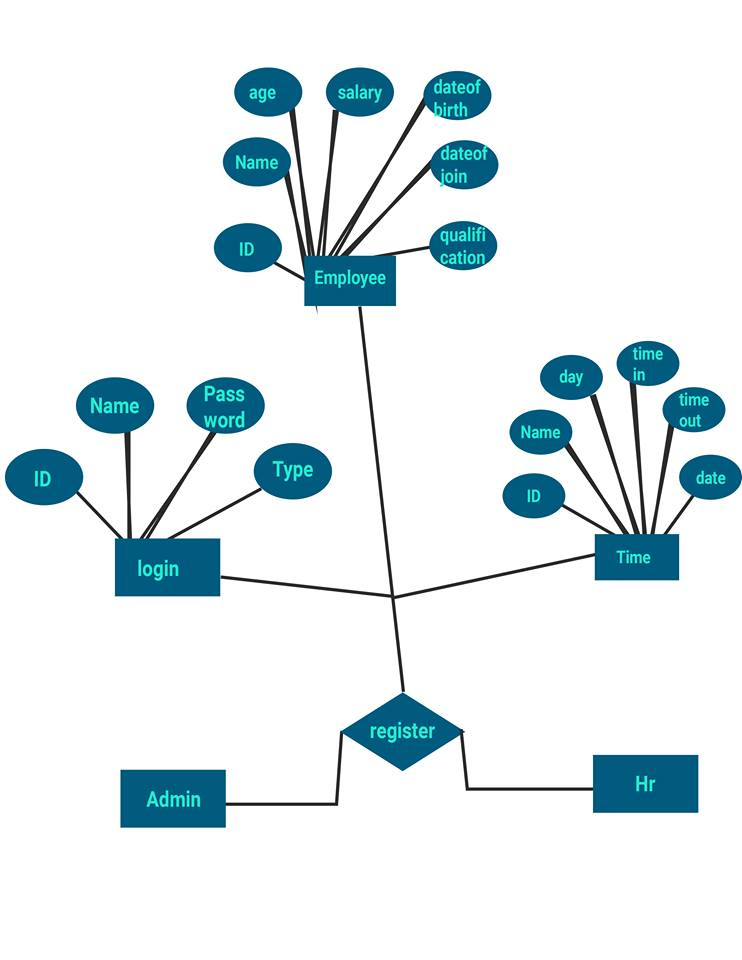 age
salary
dateof
birth
Name
dateof
join
ID
qualifi
cation
Employee
Name
Pass
word
ID
Type
login
day
time
in
time
out
Name
ID
date
Time
register
Admin
Hr